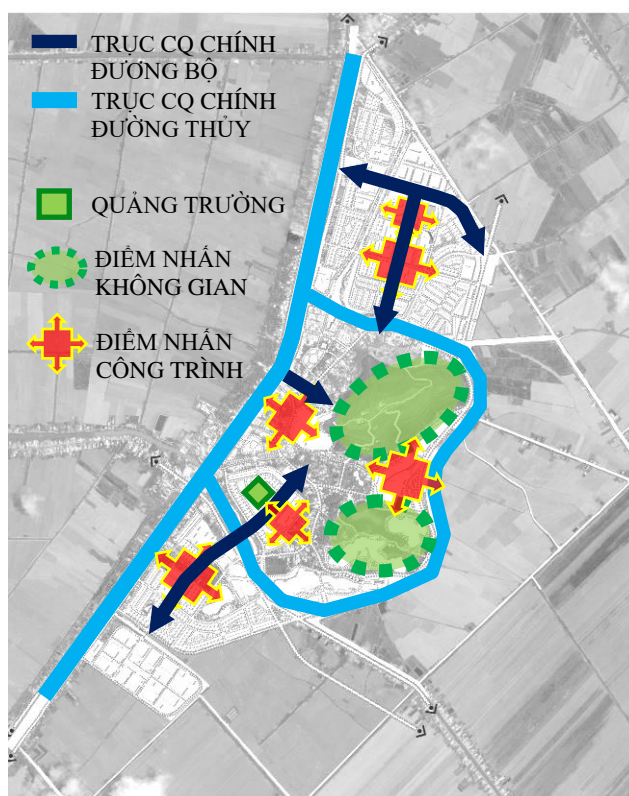 TRỤC CQ CHÍNH
ĐƯƠNG BỘ
TRỤC CQ CHÍNH
ĐƯỜNG THỦY
QUẢNG TRƯỜNG
ĐIỂM NHẤN
KHÔNG GIAN
ĐIỂM NHẤN
CÔNG TRÌNH